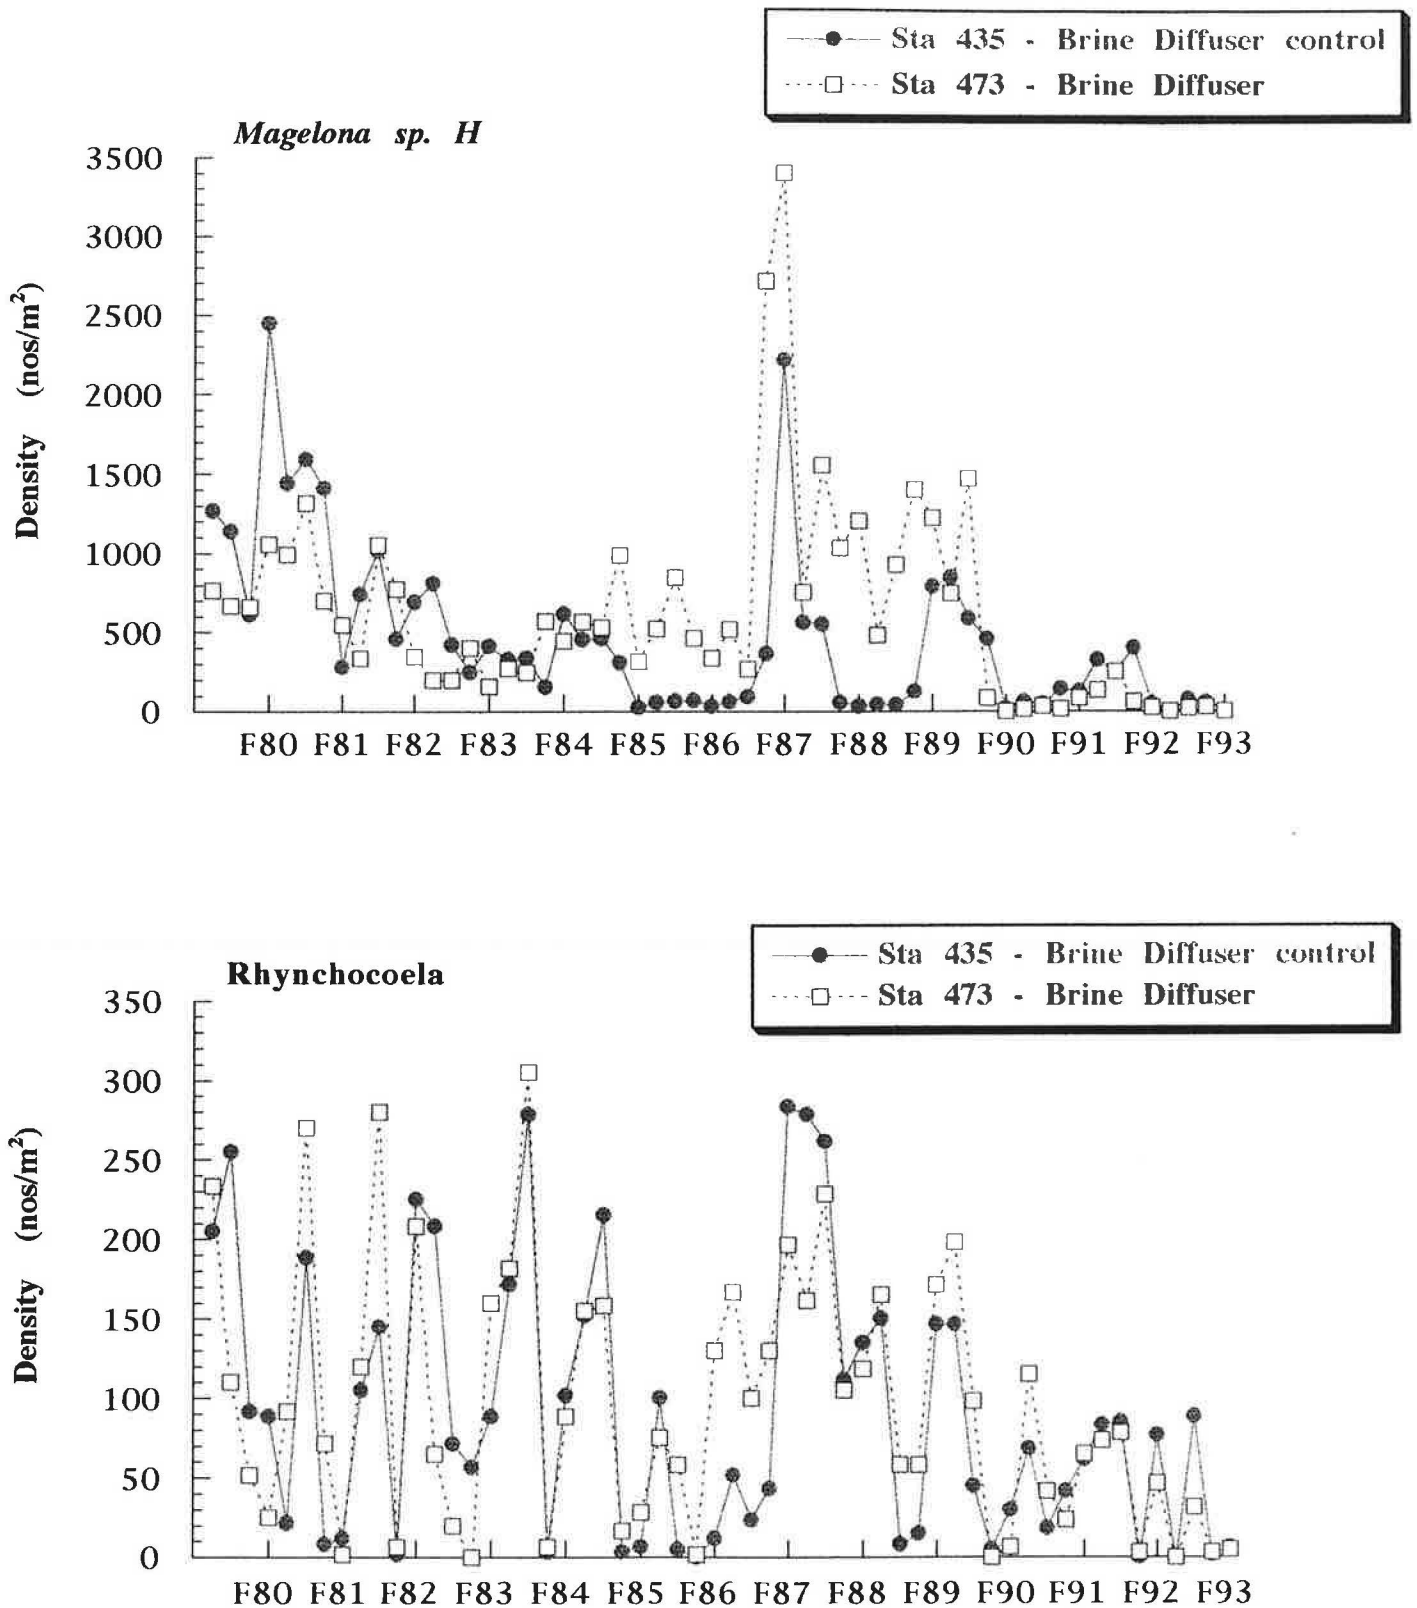 Sta 435 - Brine Diffuser control
Sta 473 - Brine Diffuser
Magelona sp. H
3500
3000
2500
2000
1500
1000
500
0
Density (nos/m²)
F80 F81 F82 F83 F84 F85 F86 F87 F88 F89 F90 F91 F92 F93
Sta 435 - Brine Diffuser control
Sta 473 - Brine Diffuser
Rhynchocoela
350
300
250
200
150
100
50
0
Density (nos/m²)
F80 F81 F82 F83 F84 F85 F86 F87 F88 F89 F90 F91 F92 F93